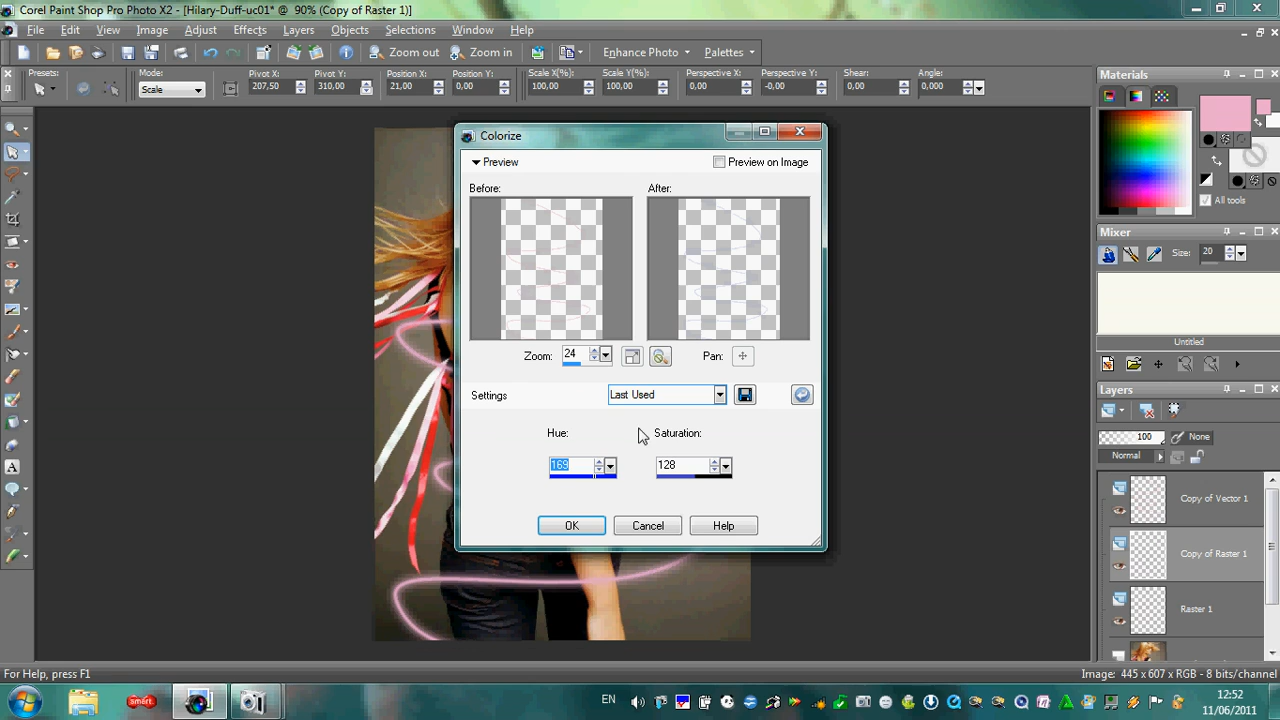 Corel Paint Shop Pro Photo X2 - [Hilary-Duff-uc01* @ 90% (Copy of Raster 1)]
File Edit View Image Adjust Effects Layers Objects Selections Window Help
Zoom out Zoom in Enhance Photo Palettes
Presets: Mode: Pivot X: Pivot Y: Position X: Position Y: Scale X(%): Scale Y(%): Perspective X: Perspective Y: Shear: Angle:
Scale 207,50 310,00 21,00 0,00 100,00 100,00 0,00 -0,00 0,00 0,000
Materials
All tools
Mixer
Size: 20
Untitled
Layers
100 None
Normal
Copy of Vector 1
Copy of Raster 1
Raster 1
Colorize
Preview Preview on Image
Before: After:
Zoom: 24 Pan:
Settings Last Used
Hue: Saturation:
169 128
OK Cancel Help
For Help, press F1 Image: 445 x 607 x RGB - 8 bits/channel
smart
EN
12:52
11/06/2011